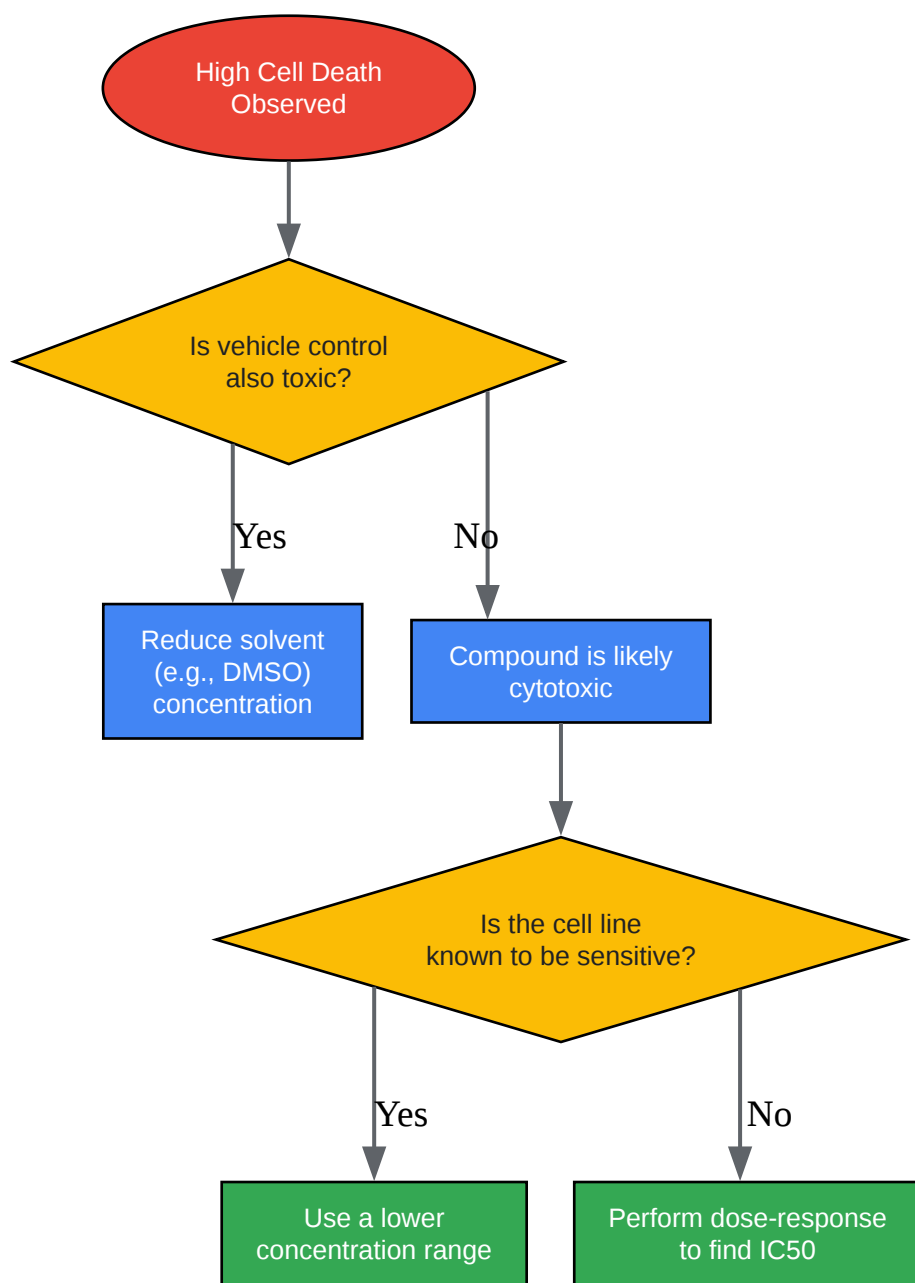 High Cell Death
Observed
Is vehicle control
also toxic?
Yes
No
Reduce solvent
(e.g., DMSO)
concentration
Compound is likely
cytotoxic
Is the cell line
known to be sensitive?
Yes
No
Use a lower
concentration range
Perform dose-response
to find IC50